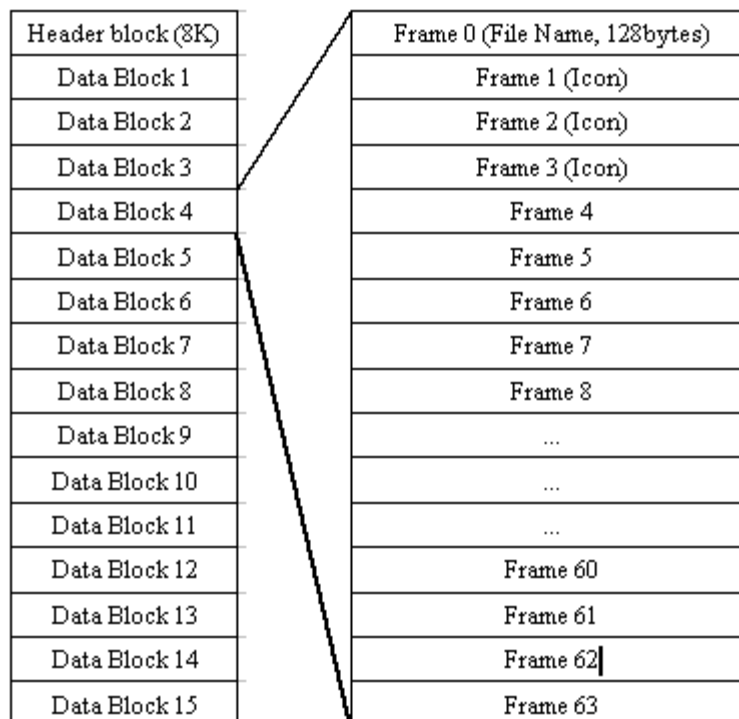 Header block (8K)
Data Block 1
Data Block 2
Data Block 3
Data Block 4
Data Block 5
Data Block 6
Data Block 7
Data Block 8
Data Block 9
Data Block 10
Data Block 11
Data Block 12
Data Block 13
Data Block 14
Data Block 15
Frame 0 (File Name, 128bytes)
Frame 1 (Icon)
Frame 2 (Icon)
Frame 3 (Icon)
Frame 4
Frame 5
Frame 6
Frame 7
Frame 8
...
...
...
Frame 60
Frame 61
Frame 62
Frame 63